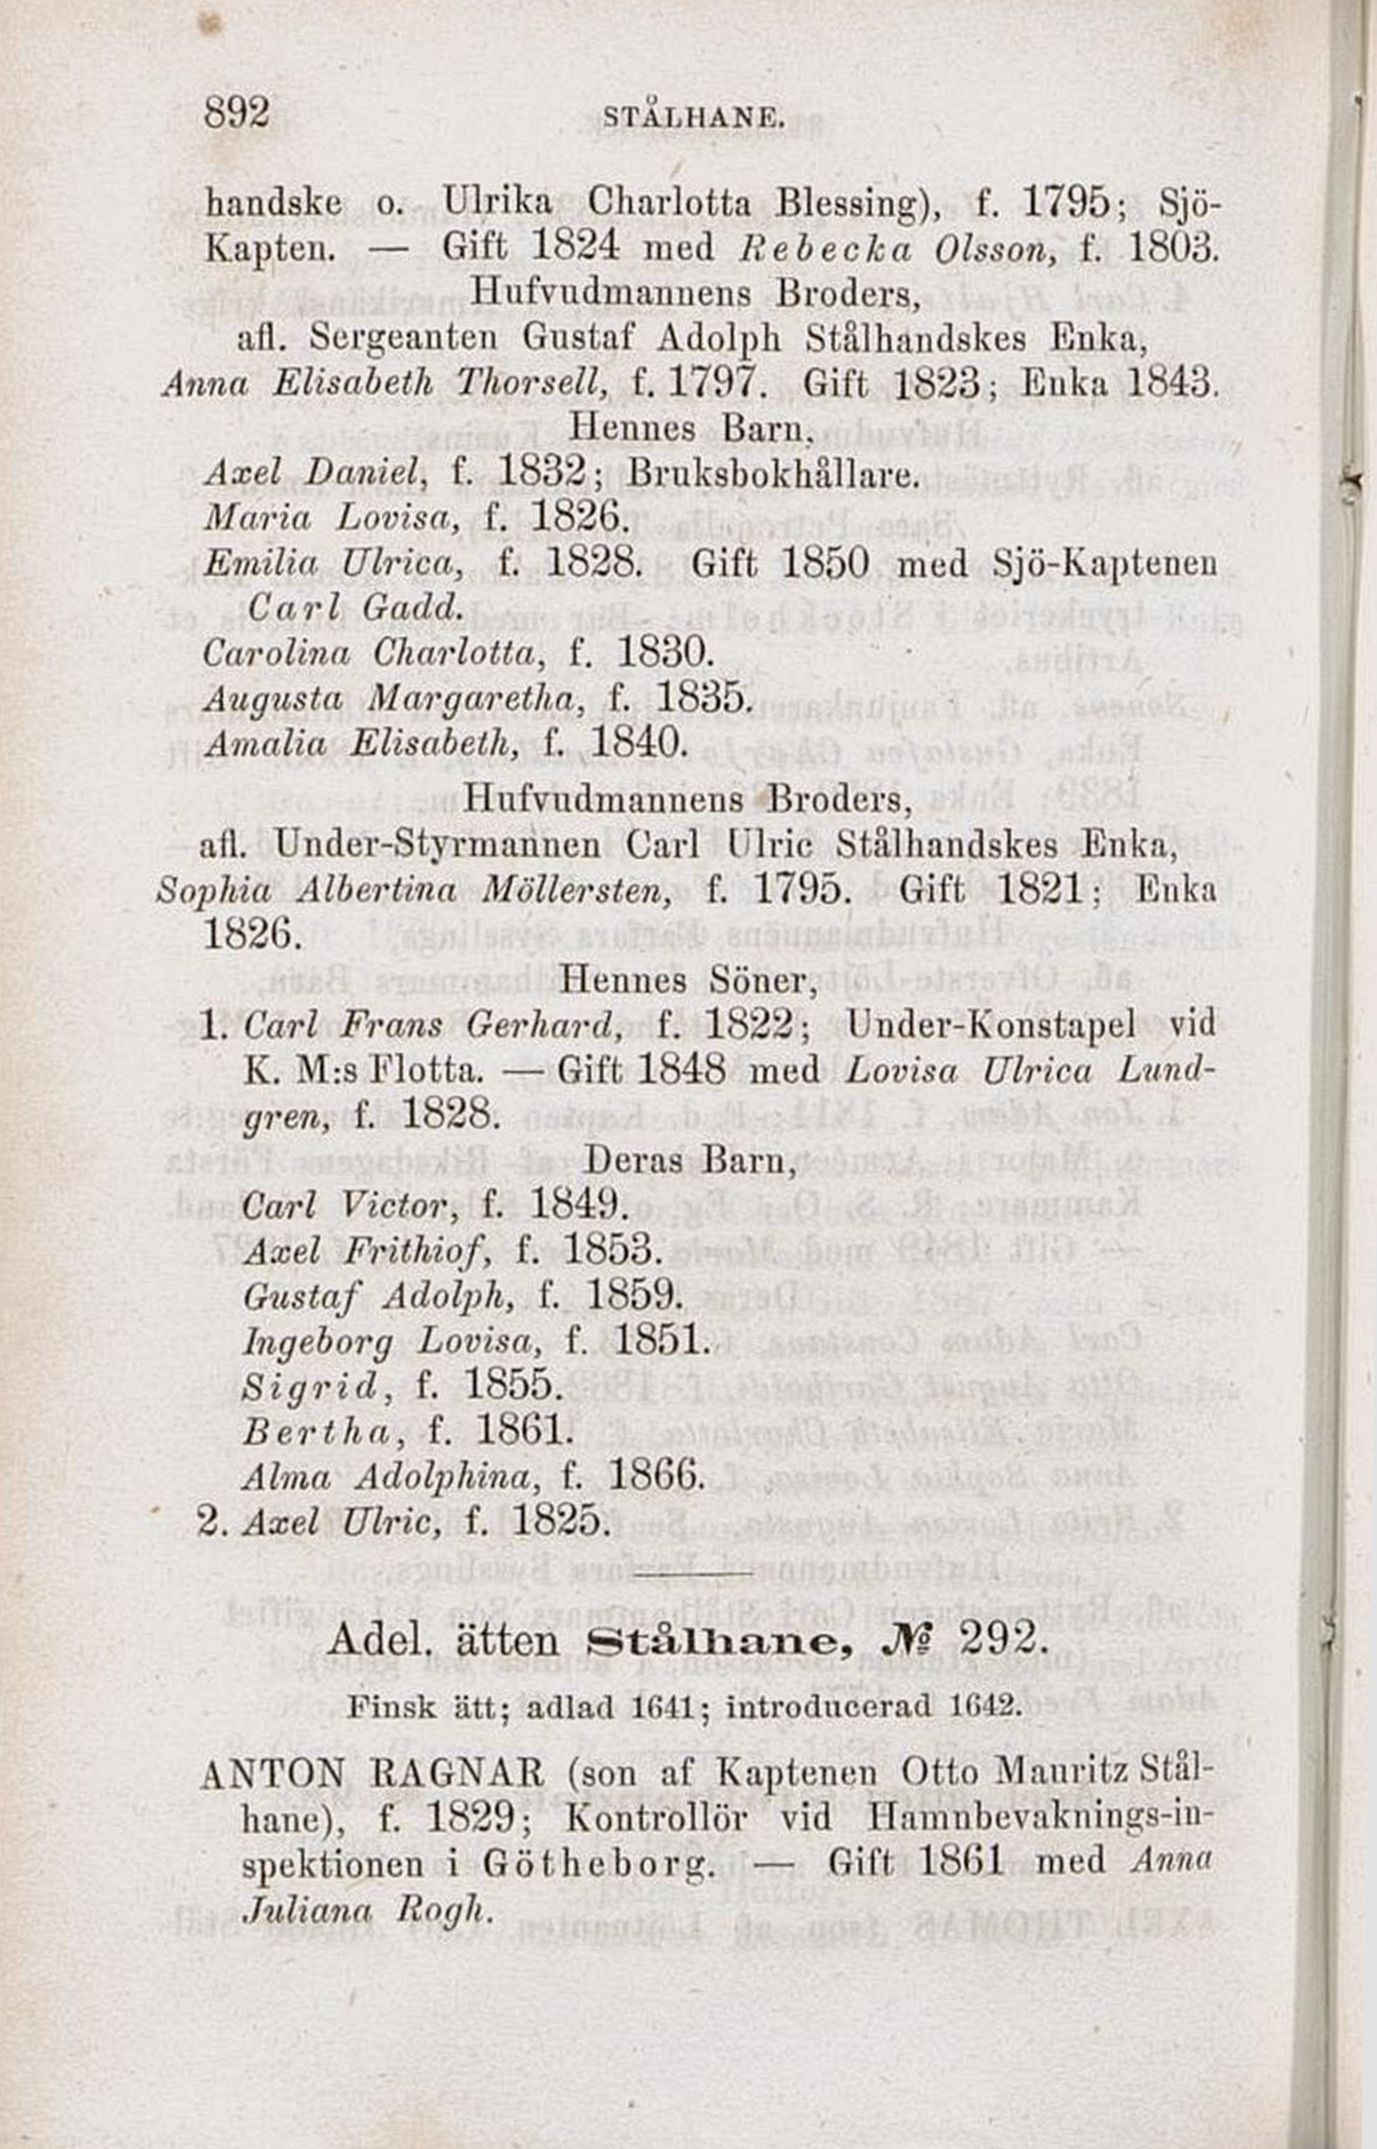 892
STÅLHANE.
handske o. Ulrika Charlotta Blessing), f. 1795; Sjö-
Kapten. — Gift 1824 med Rebecka Olsson, f. 1803.
Hufvudmannens Broders,
afl. Sergeanten Gustaf Adolph Stålhandskes Enka,
Anna Elisabeth Thorsell, f. 1797. Gift 1823; Enka 1843.
Hennes Barn,
Axel Daniel, f. 1832; Bruksbokhållare.
Maria Lovisa, f. 1826.
Emilia Ulrica, f. 1828. Gift 1850 med Sjö-Kaptenen
Carl Gadd.
Carolina Charlotta, f. 1830.
Augusta Margaretha, f. 1835.
Amalia Elisabeth, f. 1840.
Hufvudmannens Broders,
afl. Under-Styrmannen Carl Ulric Stålhandskes Enka,
Sophia Albertina Möllersten, f. 1795. Gift 1821; Enka
1826.
Hennes Söner,
1. Carl Frans Gerhard, f. 1822; Under-Konstapel vid
K. M:s Flotta. — Gift 1848 med Lovisa Ulrica Lund-
gren, f. 1828.
Deras Barn,
Carl Victor, f. 1849.
Axel Frithiof, f. 1853.
Gustaf Adolph, f. 1859.
Ingeborg Lovisa, f. 1851.
Sigrid, f. 1855.
Bertha, f. 1861.
Alma Adolphina, f. 1866.
2. Axel Ulric, f. 1825.
Adel. ätten Stålhane, № 292.
Finsk ätt; adlad 1641; introducerad 1642.
ANTON RAGNAR (son af Kaptenen Otto Mauritz Stål-
hane), f. 1829; Kontrollör vid Hamnbevaknings-in-
spektionen i Götheborg. — Gift 1861 med Anna
Juliana Rogh.